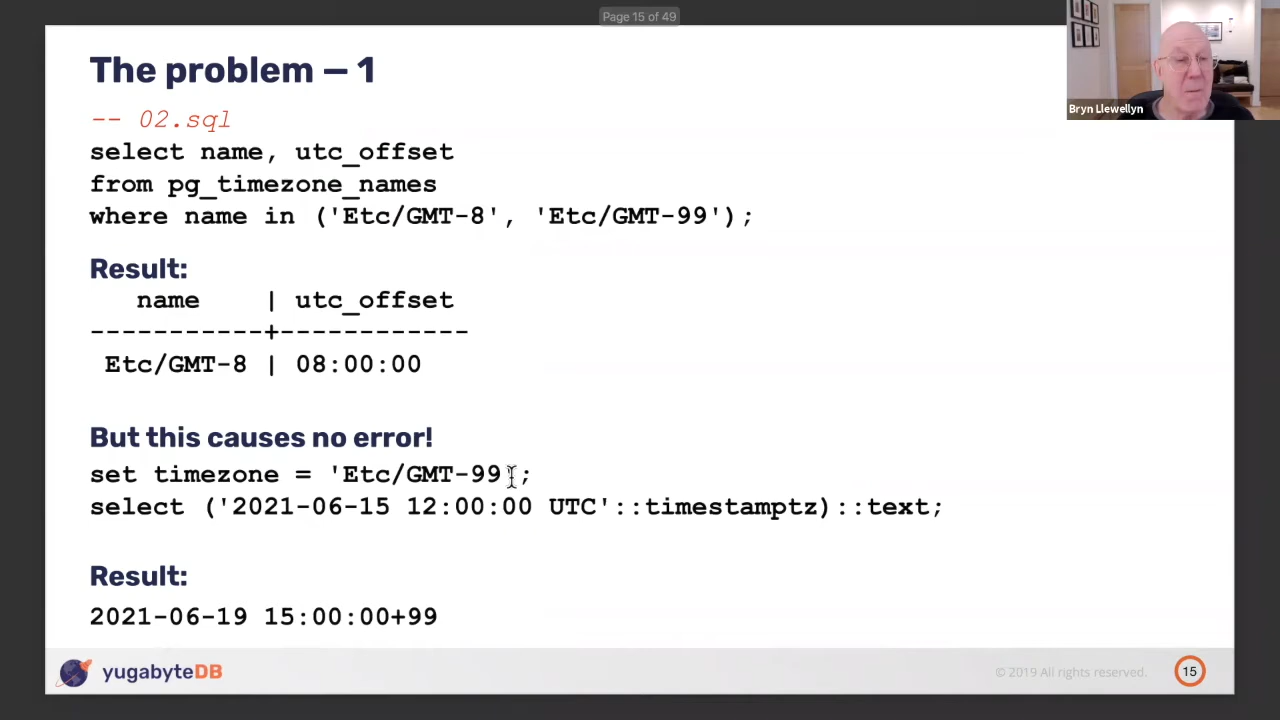 Page 15 of 49
The problem – 1
Bryn Llewellyn
-- 02.sql
select name, utc_offset
from pg_timezone_names
where name in ('Etc/GMT-8', 'Etc/GMT-99');
Result:
name | utc_offset
-----------+------------
Etc/GMT-8 | 08:00:00
But this causes no error!
set timezone = 'Etc/GMT-99';
select ('2021-06-15 12:00:00 UTC'::timestamptz)::text;
Result:
2021-06-19 15:00:00+99
yugabyteDB
© 2019 All rights reserved.
15